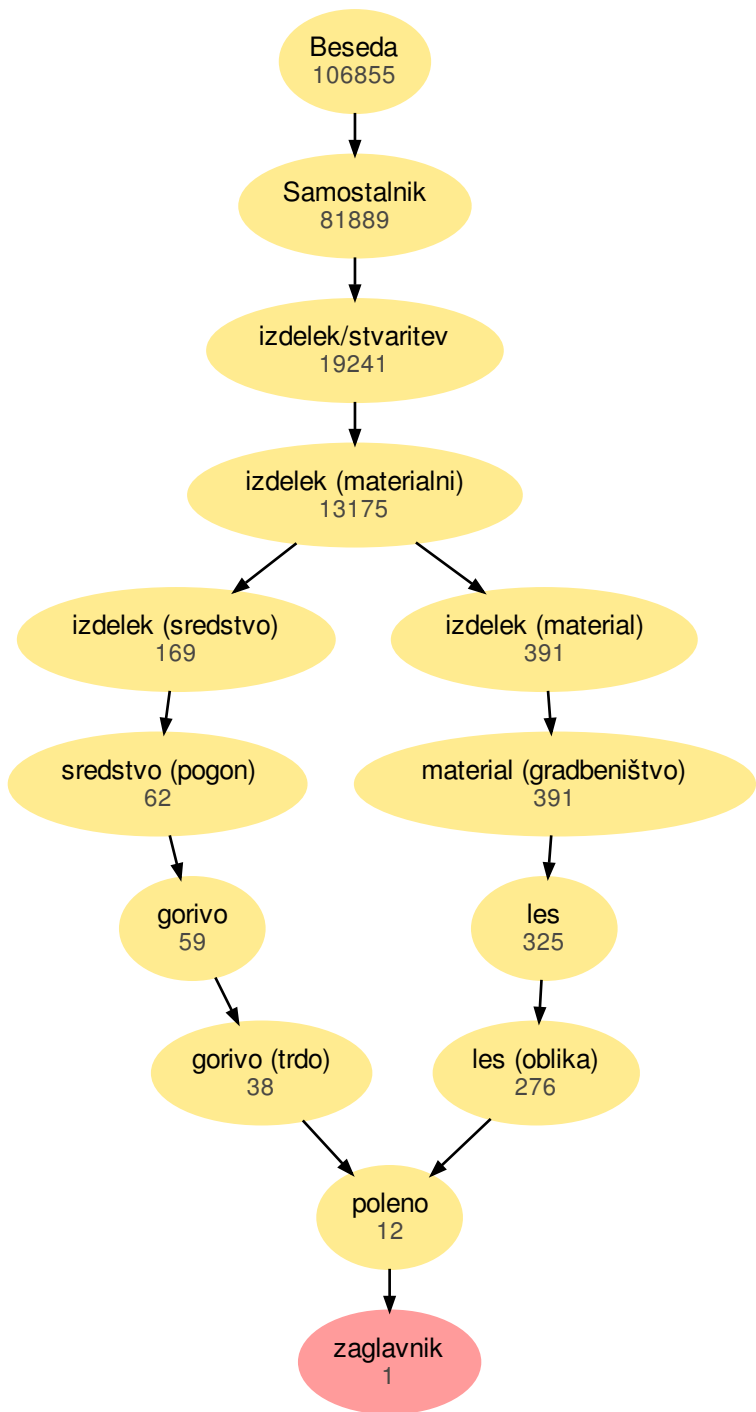 Beseda
106855
Samostalnik
81889
izdelek/stvaritev
19241
izdelek (materialni)
13175
izdelek (sredstvo)
169
izdelek (material)
391
sredstvo (pogon)
62
material (gradbeništvo)
391
gorivo
59
les
325
gorivo (trdo)
38
les (oblika)
276
poleno
12
zaglavnik
1